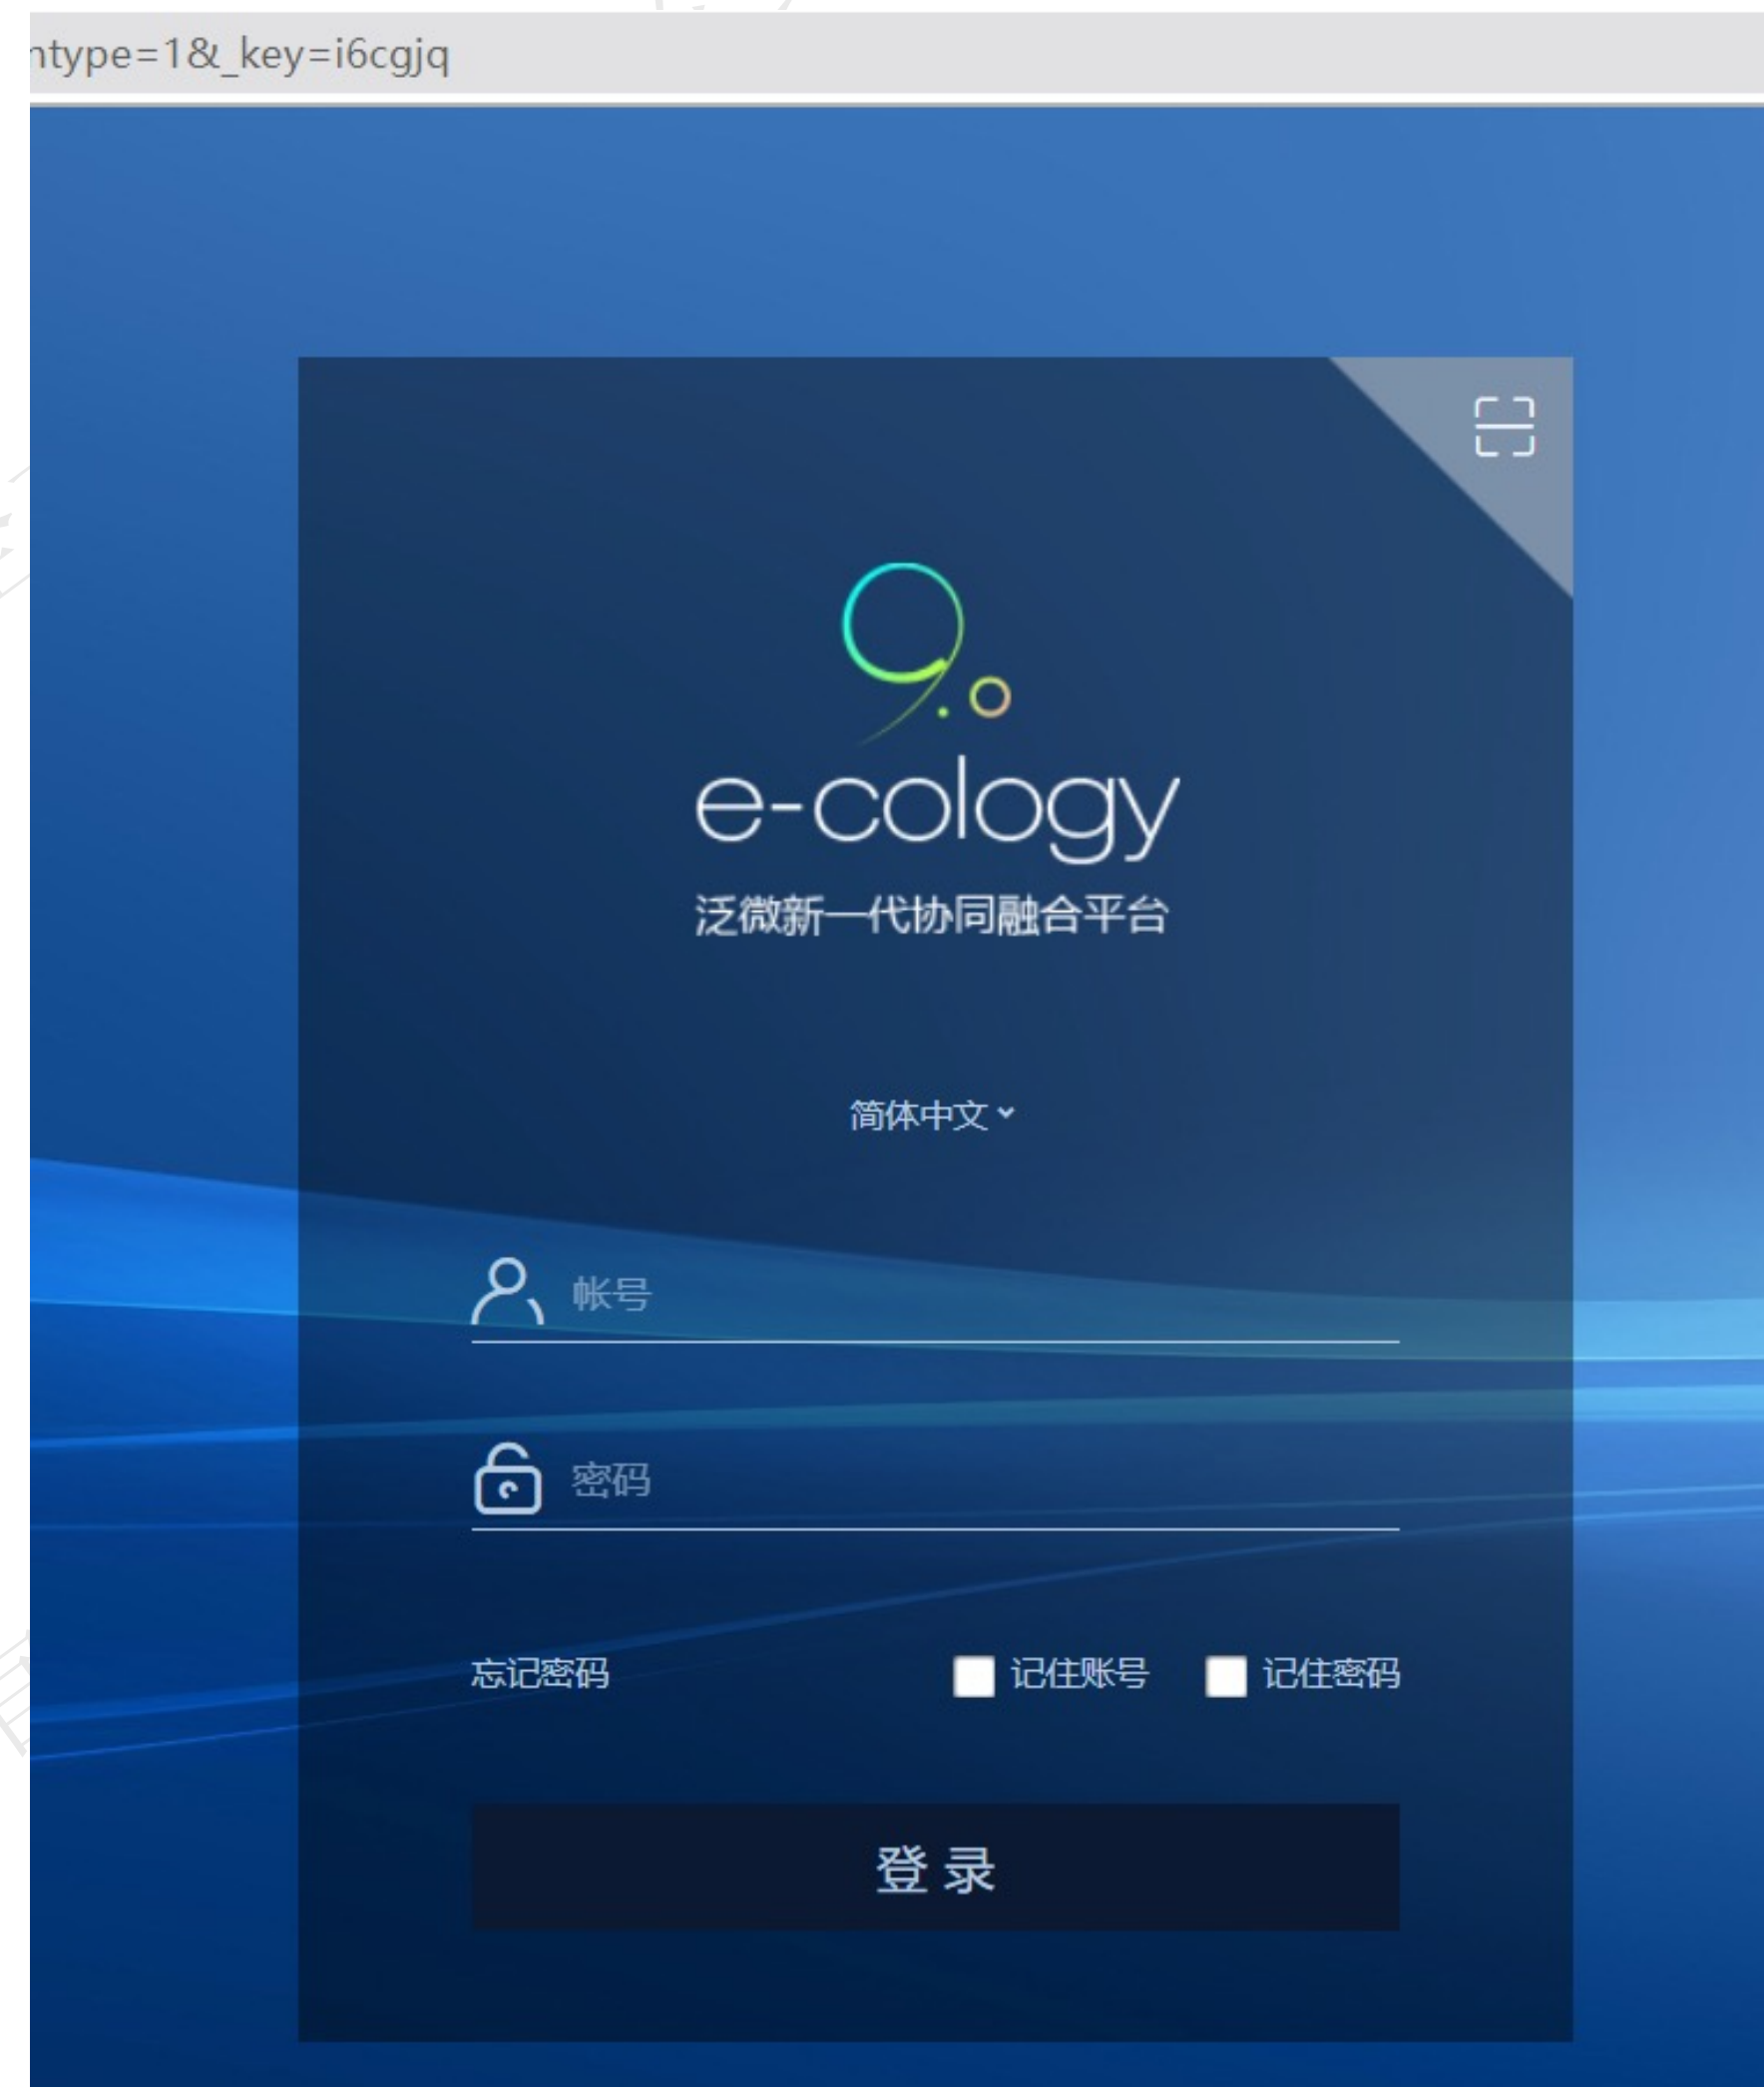 ntype=1&_key=i6cgjq
9.0
e-cology
泛微新一代协同融合平台
简体中文
帐号
密码
忘记密码 记住账号 记住密码
登录